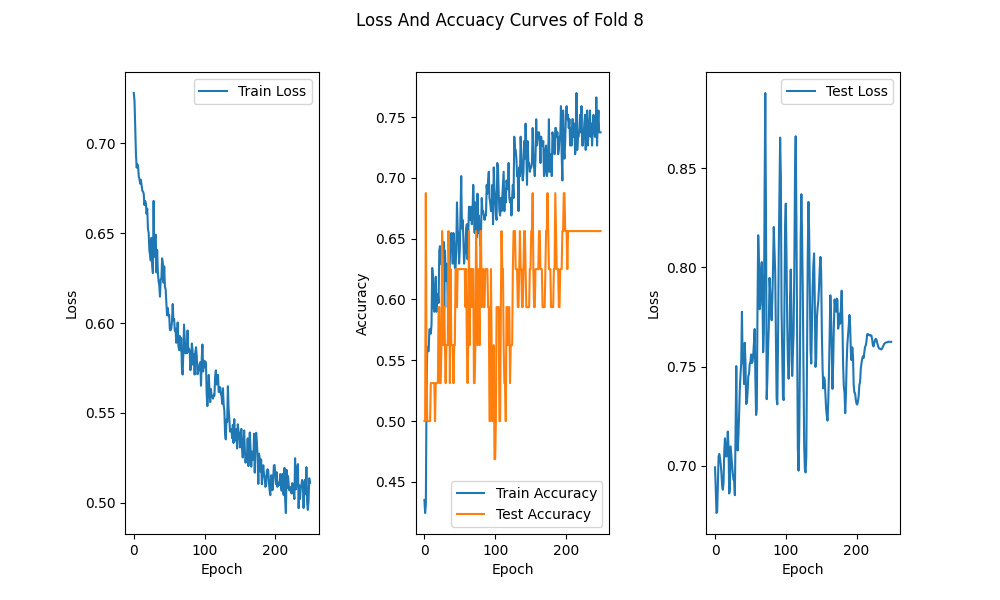 Loss And Accuacy Curves of Fold 8
Train Loss
0.70
0.65
0.60
0.55
0.50
Loss
0
100
200
Epoch
0.75
0.70
0.65
0.60
0.55
0.50
0.45
Accuracy
Train Accuracy
Test Accuracy
0
100
200
Epoch
Test Loss
0.85
0.80
0.75
0.70
Loss
0
100
200
Epoch